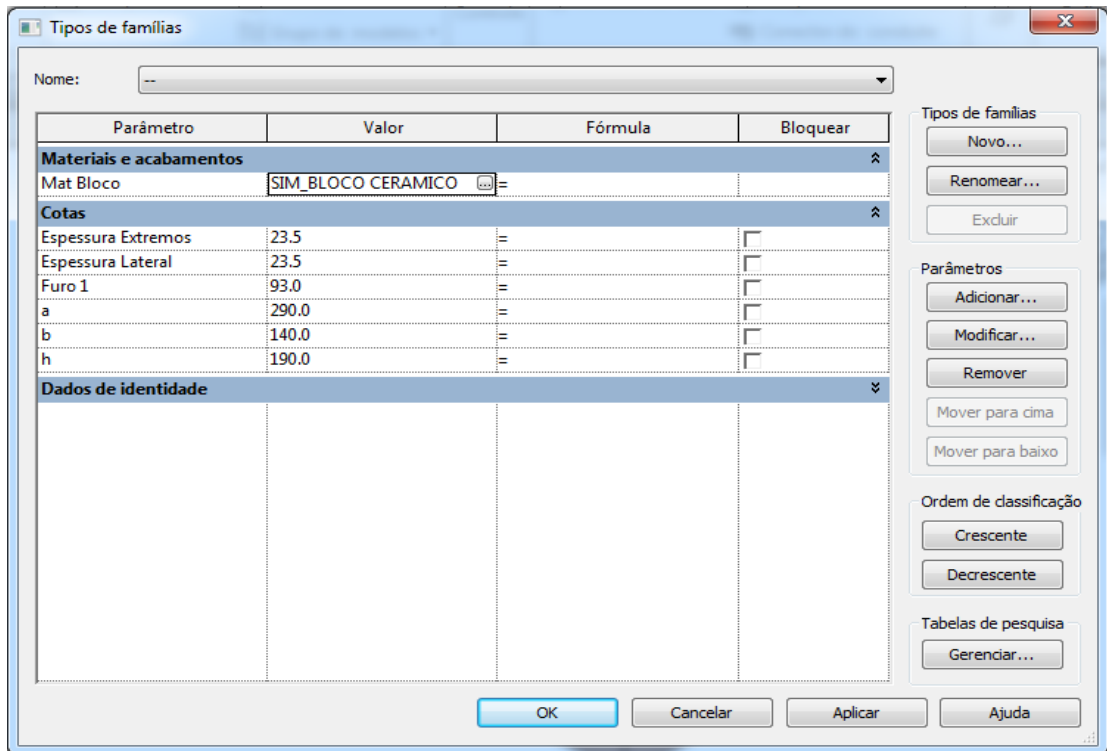 Tipos de famílias
Nome: --
Parâmetro Valor Fórmula Bloquear
Materiais e acabamentos
Mat Bloco SIM_BLOCO CERAMICO ... =
Cotas
Espessura Extremos 23.5 =
Espessura Lateral 23.5 =
Furo 1 93.0 =
a 290.0 =
b 140.0 =
h 190.0 =
Dados de identidade
Tipos de famílias
Novo...
Renomear...
Excluir
Parâmetros
Adicionar...
Modificar...
Remover
Mover para cima
Mover para baixo
Ordem de classificação
Crescente
Decrescente
Tabelas de pesquisa
Gerenciar...
OK Cancelar Aplicar Ajuda